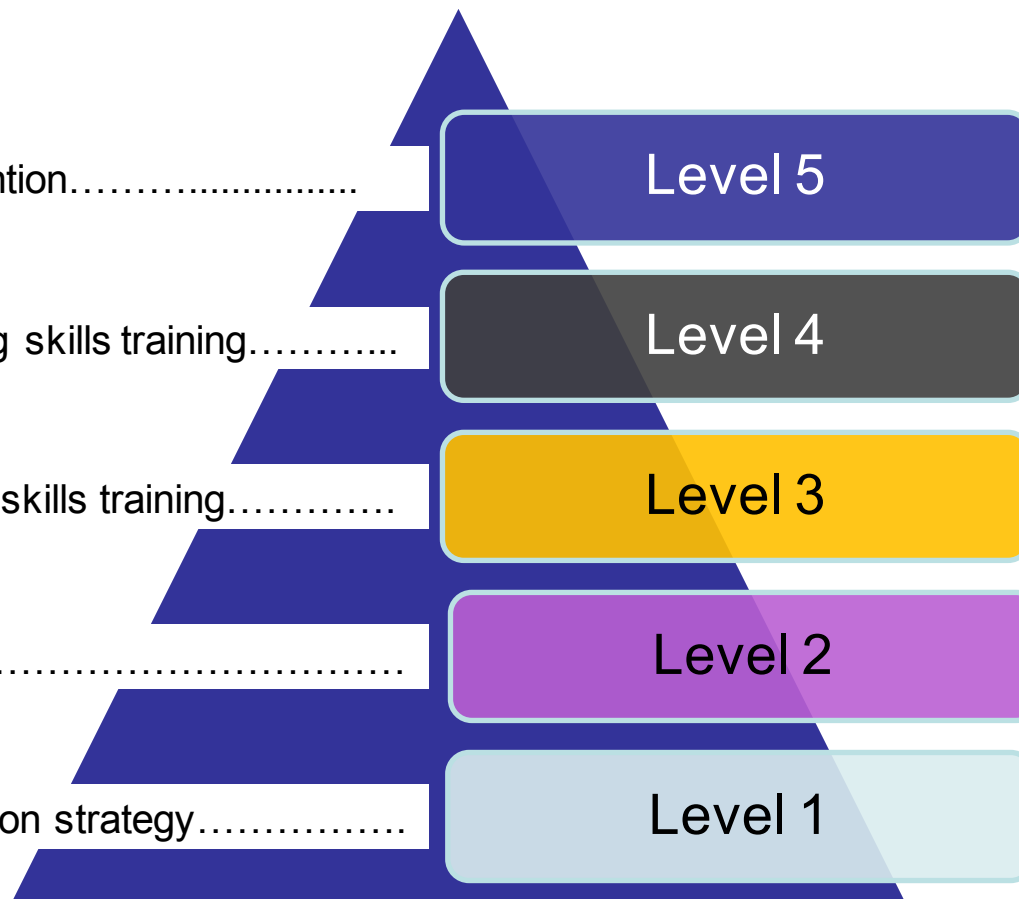 ntion………................ Level 5
g skills training………... Level 4
skills training…………. Level 3
…………………………. Level 2
on strategy……………. Level 1